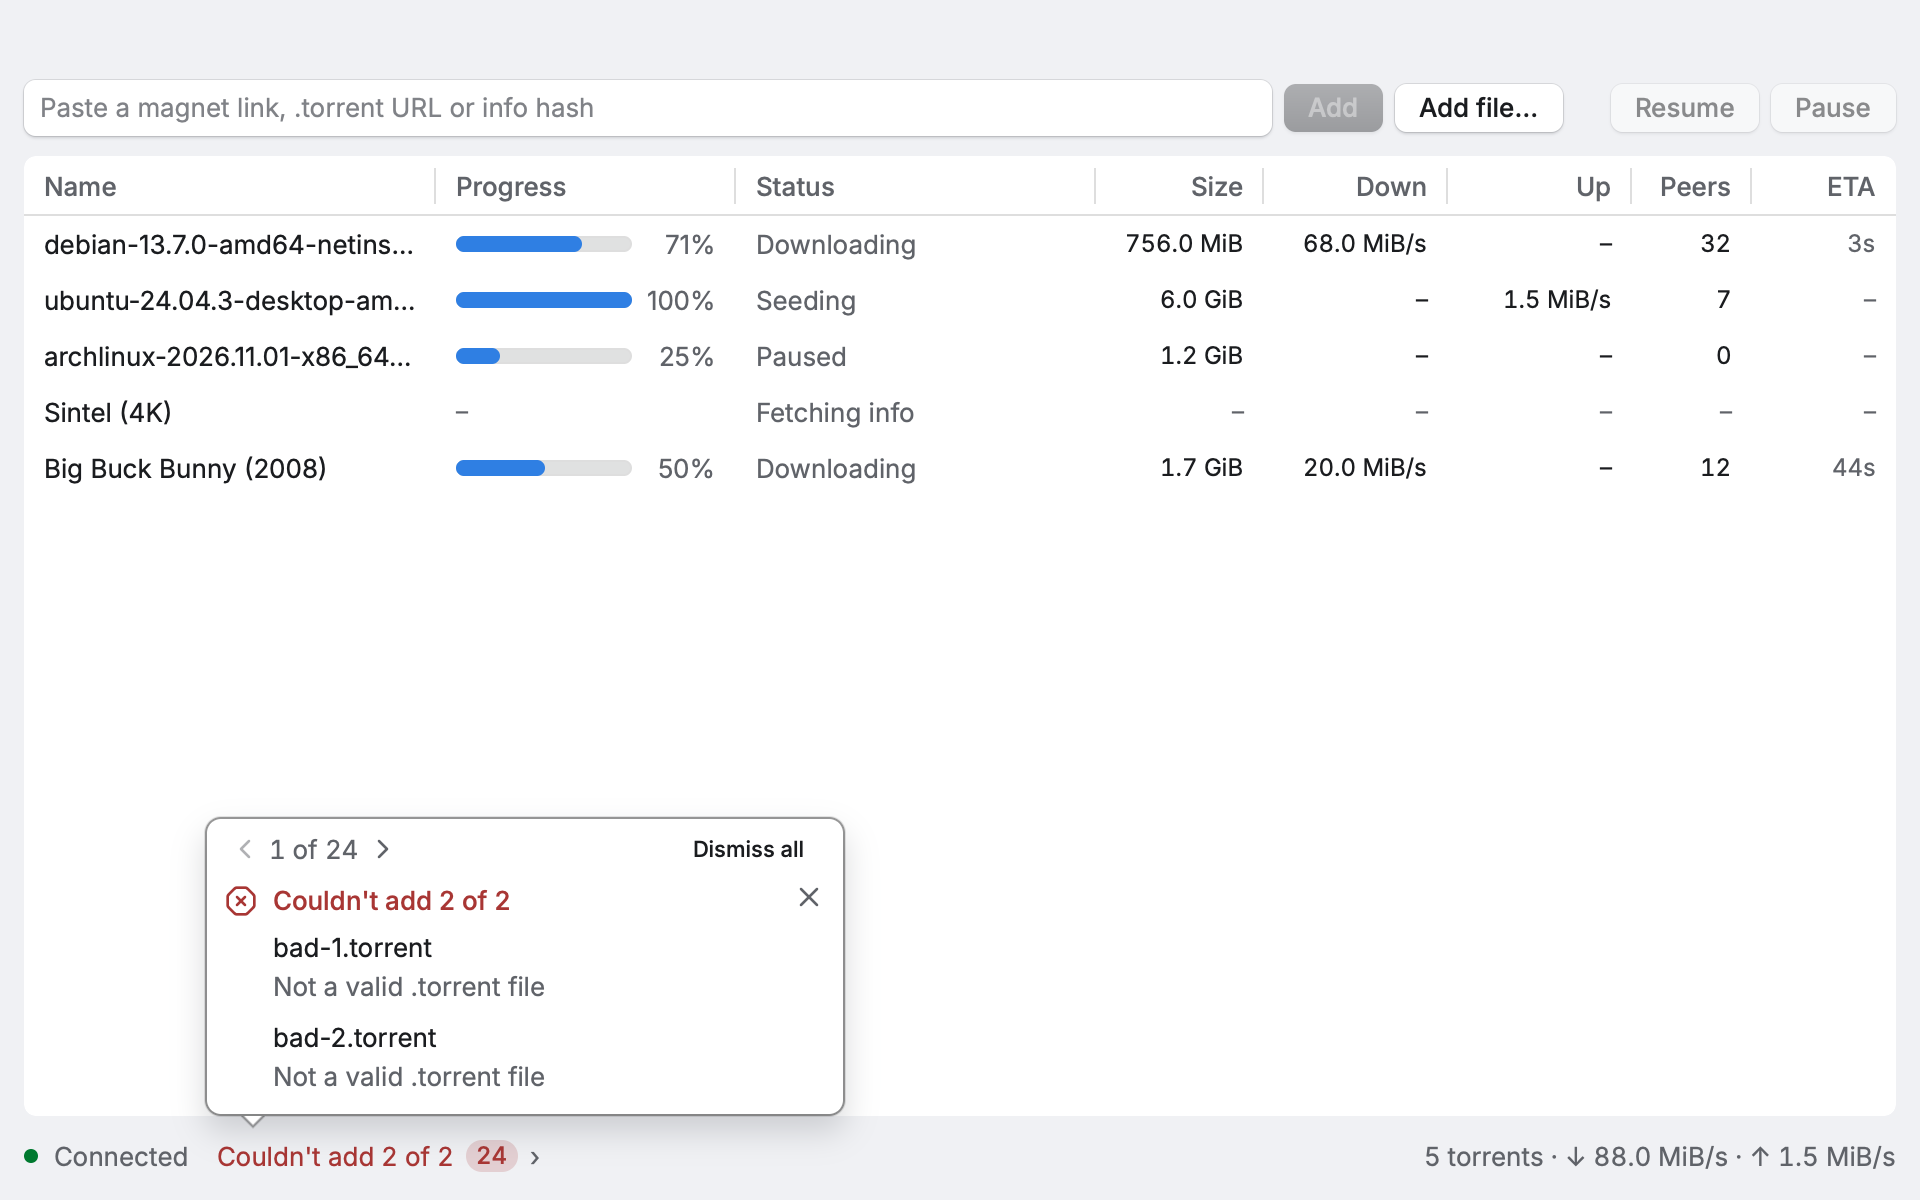 Paste a magnet link, .torrent URL or info hash Add Add file... Resume Pause
Name Progress Status Size Down Up Peers ETA
debian-13.7.0-amd64-netins... 71% Downloading 756.0 MiB 68.0 MiB/s – 32 3s
ubuntu-24.04.3-desktop-am... 100% Seeding 6.0 GiB – 1.5 MiB/s 7 –
archlinux-2026.11.01-x86_64... 25% Paused 1.2 GiB – – 0 –
Sintel (4K) – Fetching info – – – – –
Big Buck Bunny (2008) 50% Downloading 1.7 GiB 20.0 MiB/s – 12 44s
1 of 24 Dismiss all
Couldn't add 2 of 2
bad-1.torrent
Not a valid .torrent file
bad-2.torrent
Not a valid .torrent file
Connected Couldn't add 2 of 2 24 › 5 torrents · ↓ 88.0 MiB/s · ↑ 1.5 MiB/s